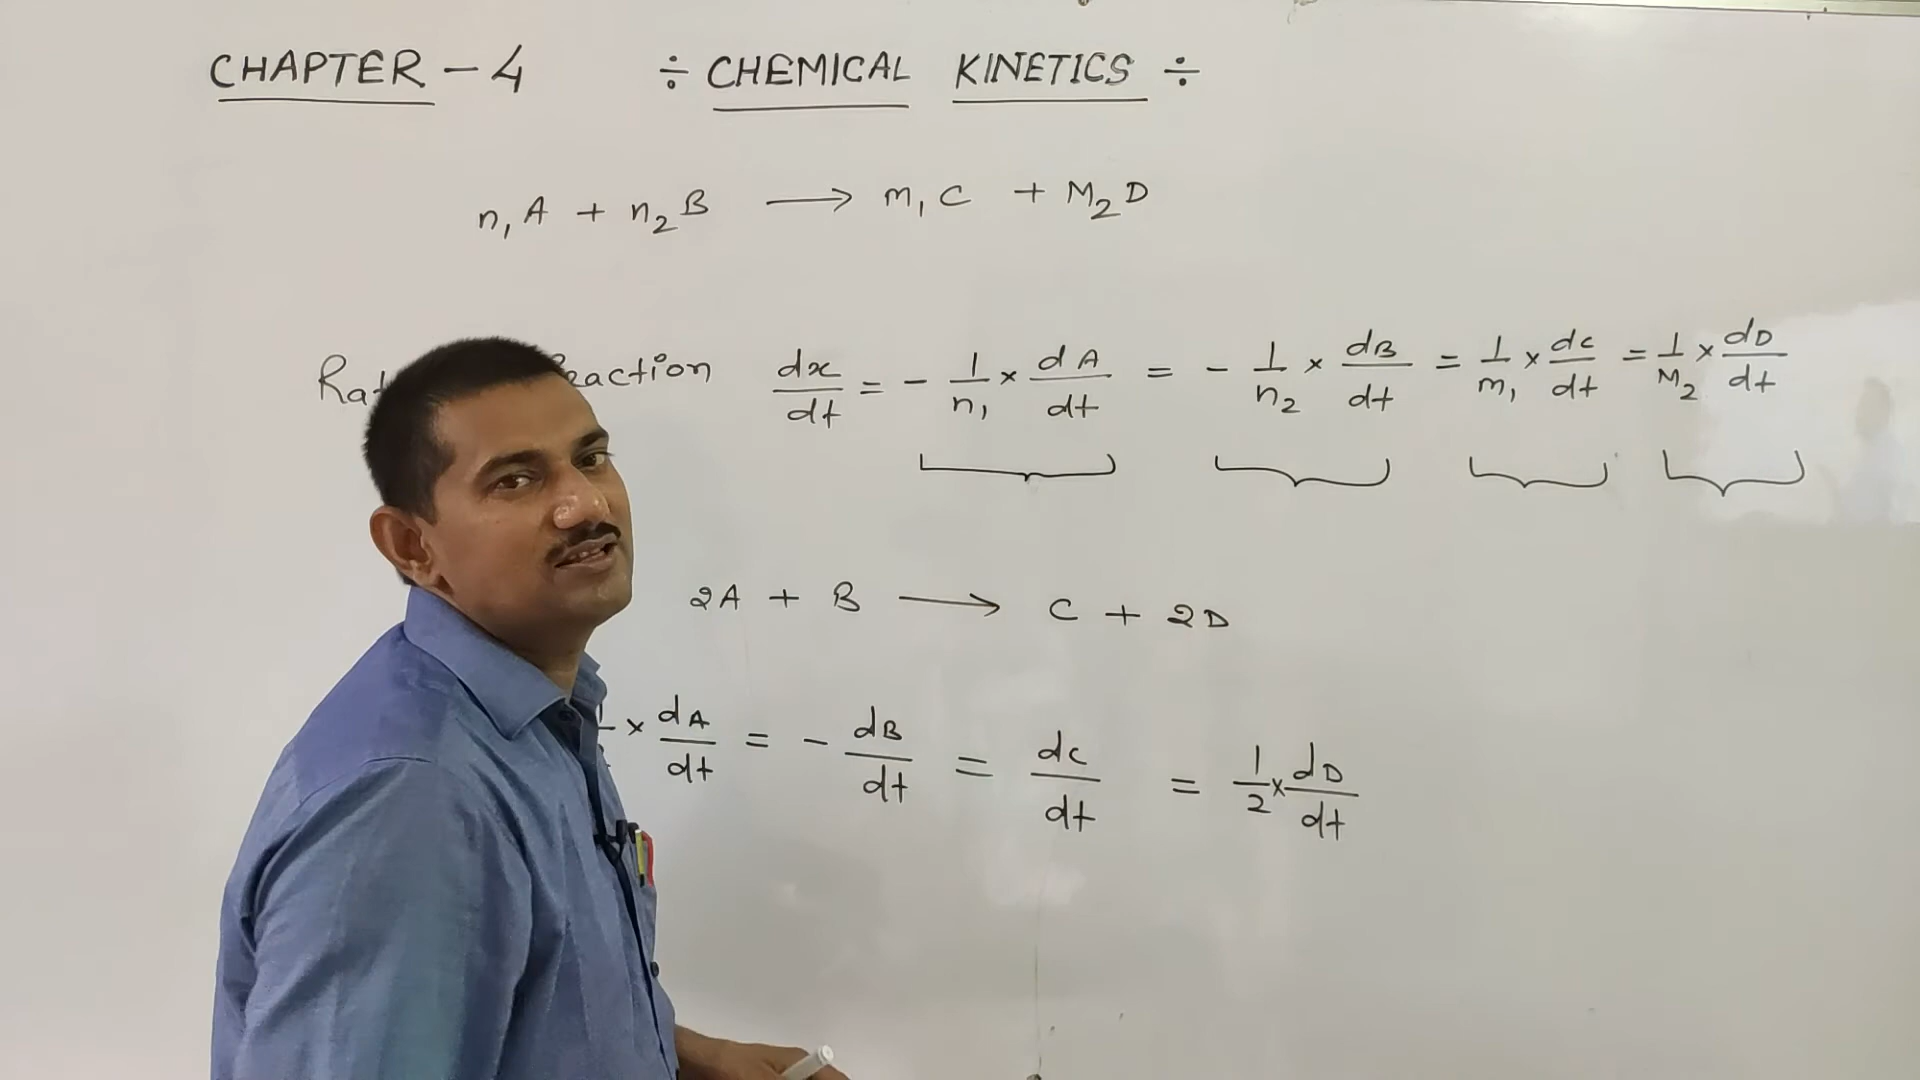 CHAPTER - 4 ÷ CHEMICAL KINETICS ÷
n₁A + n₂B ⟶ m₁C + M₂D
dx/dt = - 1/n₁ × dA/dt = - 1/n₂ × dB/dt = 1/m₁ × dC/dt = 1/M₂ × dD/dt
2A + B ⟶ C + 2D
× dA/dt = - dB/dt = dC/dt = 1/2 × dD/dt